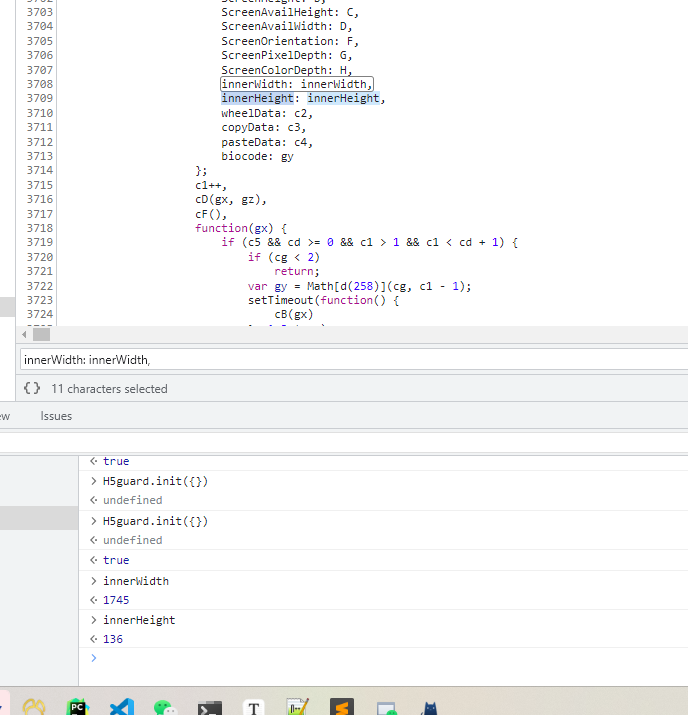 3703 ScreenAvailHeight: C,
3704 ScreenAvailWidth: D,
3705 ScreenOrientation: F,
3706 ScreenPixelDepth: G,
3707 ScreenColorDepth: H,
3708 innerWidth: innerWidth,
3709 innerHeight: innerHeight,
3710 wheelData: c2,
3711 copyData: c3,
3712 pasteData: c4,
3713 biocode: gy
3714 };
3715 c1++,
3716 cD(gx, gz),
3717 cF(),
3718 function(gx) {
3719 if (c5 && cd >= 0 && c1 > 1 && c1 < cd + 1) {
3720 if (cg < 2)
3721 return;
3722 var gy = Math[d(258)](cg, c1 - 1);
3723 setTimeout(function() {
3724 cB(gx)
innerWidth: innerWidth,
{} 11 characters selected
ew Issues
true
> H5guard.init({})
undefined
> H5guard.init({})
undefined
true
> innerWidth
1745
> innerHeight
136
>
PC
T